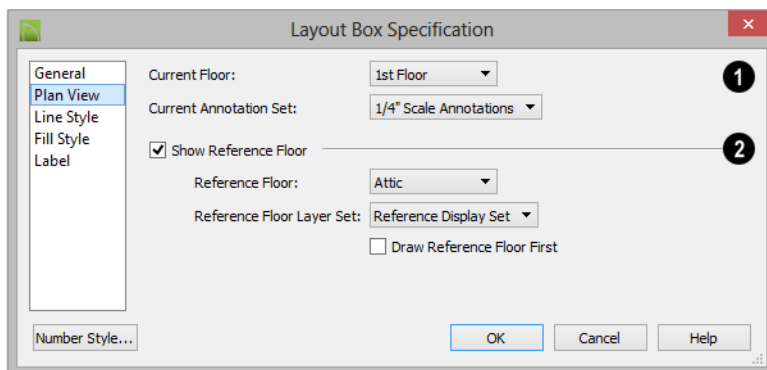 Layout Box Specification
General
Plan View
Line Style
Fill Style
Label
Current Floor: 1st Floor 1
Current Annotation Set: 1/4" Scale Annotations
Show Reference Floor 2
Reference Floor: Attic
Reference Floor Layer Set: Reference Display Set
Draw Reference Floor First
Number Style... OK Cancel Help